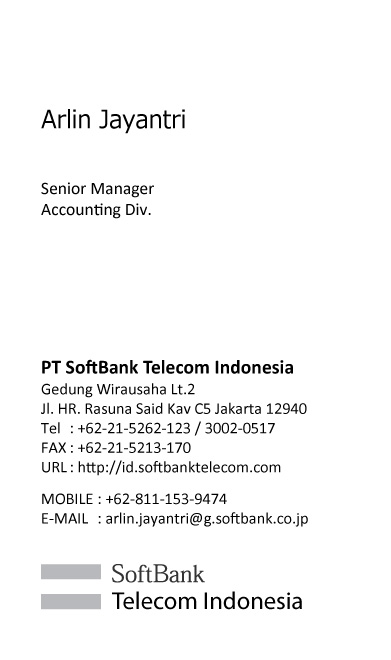 Arlin Jayantri
Senior Manager
Accounting Div.
PT SoftBank Telecom Indonesia
Gedung Wirausaha Lt.2
Jl. HR. Rasuna Said Kav C5 Jakarta 12940
Tel : +62-21-5262-123 / 3002-0517
FAX : +62-21-5213-170
URL : http://id.softbanktelecom.com
MOBILE : +62-811-153-9474
E-MAIL : arlin.jayantri@g.softbank.co.jp
SoftBank
Telecom Indonesia